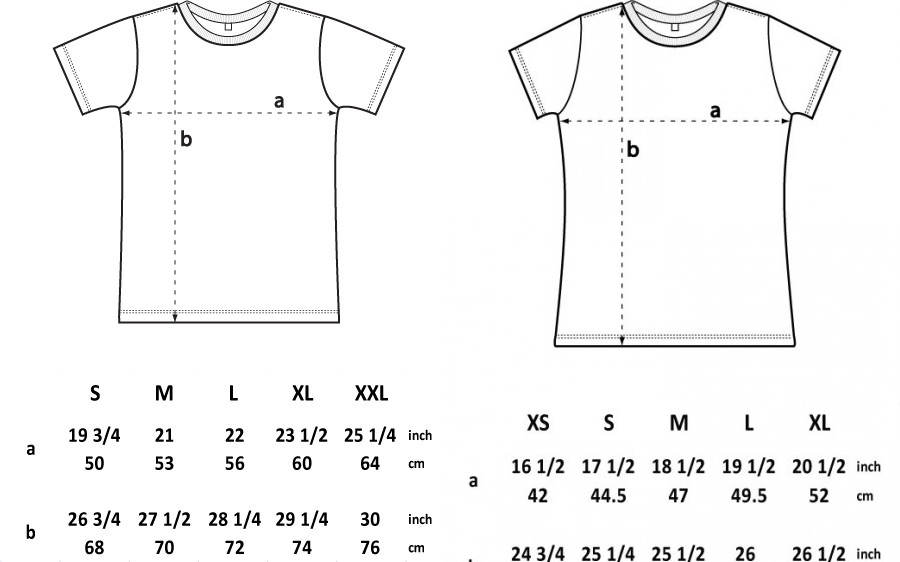 a
b
S M L XL XXL
a
19 3/4 21 22 23 1/2 25 1/4 inch
50 53 56 60 64 cm
b
26 3/4 27 1/2 28 1/4 29 1/4 30 inch
68 70 72 74 76 cm
a
b
XS S M L XL
a
16 1/2 17 1/2 18 1/2 19 1/2 20 1/2 inch
42 44.5 47 49.5 52 cm
24 3/4 25 1/4 25 1/2 26 26 1/2 inch